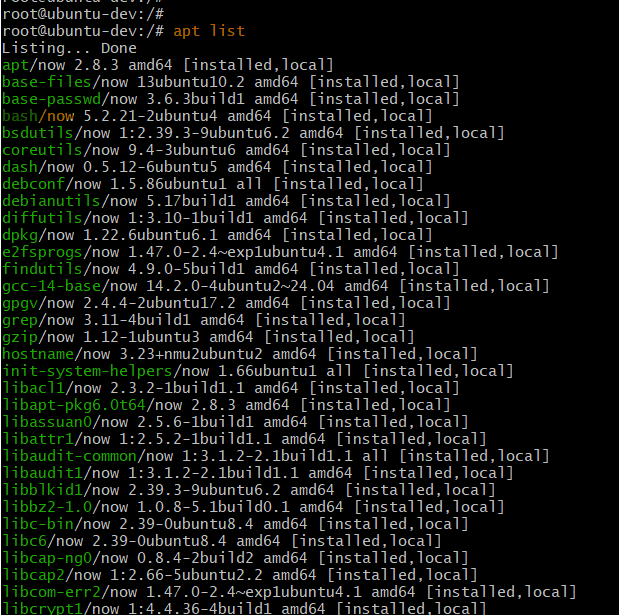 root@ubuntu-dev:/#
root@ubuntu-dev:/#
root@ubuntu-dev:/# apt list
Listing... Done
apt/now 2.8.3 amd64 [installed,local]
base-files/now 13ubuntu10.2 amd64 [installed,local]
base-passwd/now 3.6.3build1 amd64 [installed,local]
bash/now 5.2.21-2ubuntu4 amd64 [installed,local]
bsdutils/now 1:2.39.3-9ubuntu6.2 amd64 [installed,local]
coreutils/now 9.4-3ubuntu6 amd64 [installed,local]
dash/now 0.5.12-6ubuntu5 amd64 [installed,local]
debconf/now 1.5.86ubuntu1 all [installed,local]
debianutils/now 5.17build1 amd64 [installed,local]
diffutils/now 1:3.10-1build1 amd64 [installed,local]
dpkg/now 1.22.6ubuntu6.1 amd64 [installed,local]
e2fsprogs/now 1.47.0-2.4~exp1ubuntu4.1 amd64 [installed,local]
findutils/now 4.9.0-5build1 amd64 [installed,local]
gcc-14-base/now 14.2.0-4ubuntu2~24.04 amd64 [installed,local]
gpgv/now 2.4.4-2ubuntu17.2 amd64 [installed,local]
grep/now 3.11-4build1 amd64 [installed,local]
gzip/now 1.12-1ubuntu3 amd64 [installed,local]
hostname/now 3.23+nmu2ubuntu2 amd64 [installed,local]
init-system-helpers/now 1.66ubuntu1 all [installed,local]
libacl1/now 2.3.2-1build1.1 amd64 [installed,local]
libapt-pkg6.0t64/now 2.8.3 amd64 [installed,local]
libassuan0/now 2.5.6-1build1 amd64 [installed,local]
libattr1/now 1:2.5.2-1build1.1 amd64 [installed,local]
libaudit-common/now 1:3.1.2-2.1build1.1 all [installed,local]
libaudit1/now 1:3.1.2-2.1build1.1 amd64 [installed,local]
libblkid1/now 2.39.3-9ubuntu6.2 amd64 [installed,local]
libbz2-1.0/now 1.0.8-5.1build0.1 amd64 [installed,local]
libc-bin/now 2.39-0ubuntu8.4 amd64 [installed,local]
libc6/now 2.39-0ubuntu8.4 amd64 [installed,local]
libcap-ng0/now 0.8.4-2build2 amd64 [installed,local]
libcap2/now 1:2.66-5ubuntu2.2 amd64 [installed,local]
libcom-err2/now 1.47.0-2.4~exp1ubuntu4.1 amd64 [installed,local]
libcrypt1/now 1:4.4.36-4build1 amd64 [installed,local]